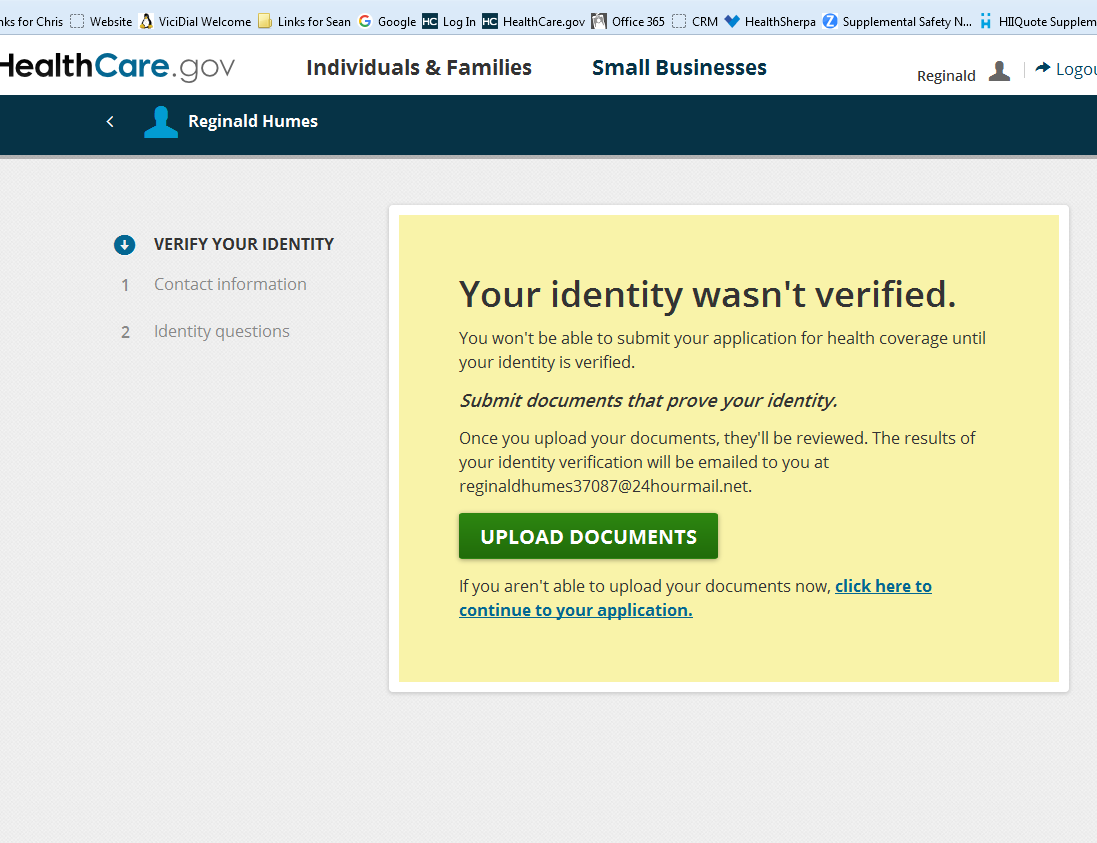 nks for Chris Website ViciDial Welcome Links for Sean Google HC Log In HC HealthCare.gov Office 365 CRM HealthSherpa Z Supplemental Safety N... HIIQuote Supplem
HealthCare.gov Individuals & Families Small Businesses Reginald Logou
Reginald Humes
VERIFY YOUR IDENTITY
1 Contact information
2 Identity questions
Your identity wasn't verified.
You won't be able to submit your application for health coverage until
your identity is verified.
Submit documents that prove your identity.
Once you upload your documents, they'll be reviewed. The results of
your identity verification will be emailed to you at
reginaldhumes37087@24hourmail.net.
UPLOAD DOCUMENTS
If you aren't able to upload your documents now, click here to
continue to your application.